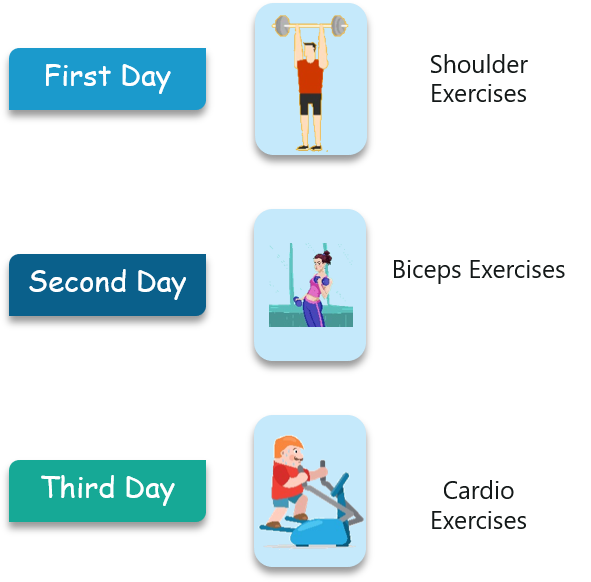 First Day
Shoulder
Exercises
Second Day
Biceps Exercises
Third Day
Cardio
Exercises